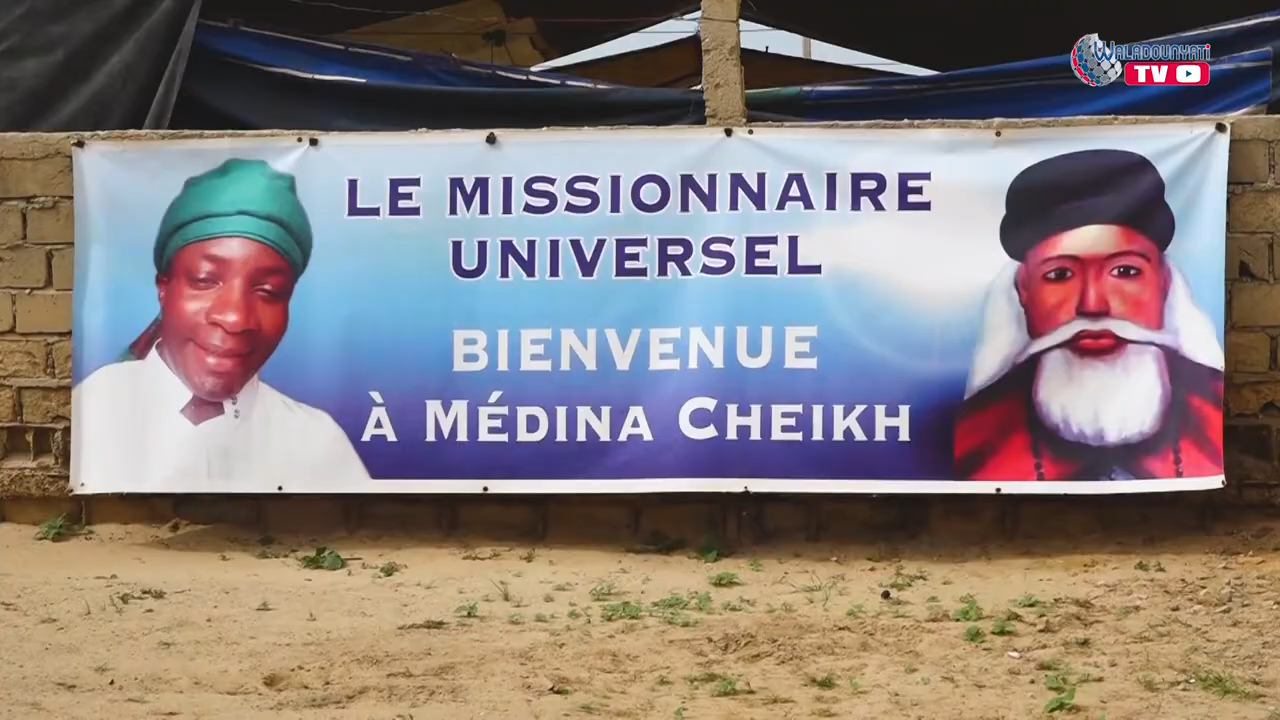 WALADOUNYATI
TV
LE MISSIONNAIRE
UNIVERSEL
BIENVENUE
À MÉDINA CHEIKH